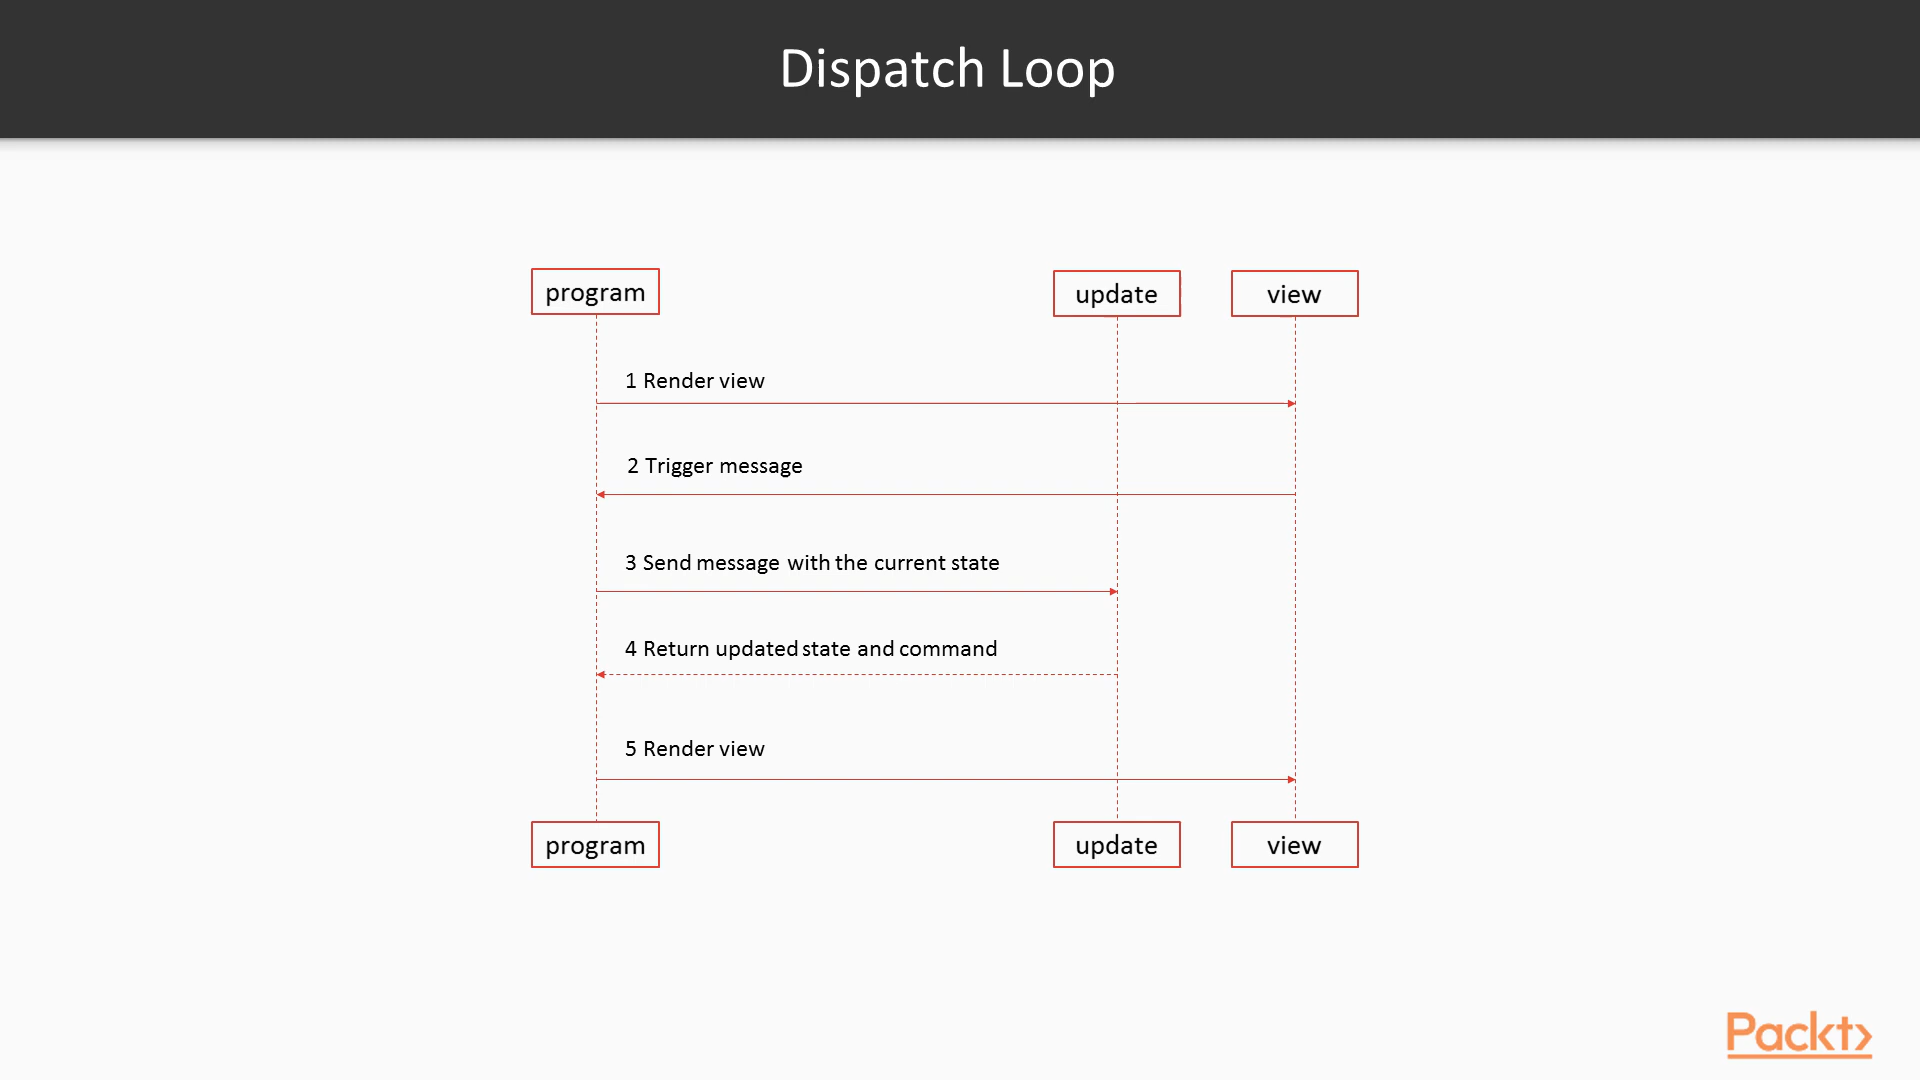 Dispatch Loop
program
update
view
1 Render view
2 Trigger message
3 Send message with the current state
4 Return updated state and command
5 Render view
program
update
view
Packt>